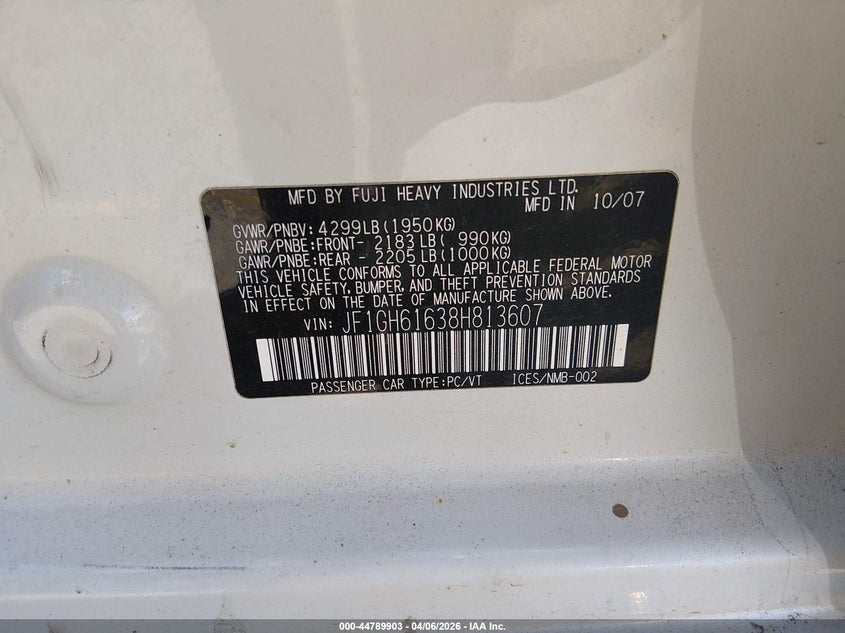 MFD BY FUJI HEAVY INDUSTRIES LTD.
MFD IN 10/07
GVWR/PNBV: 4299LB(1950KG)
GAWR/PNBE:FRONT- 2183LB( 990KG)
GAWR/PNBE:REAR - 2205LB(1000KG)
THIS VEHICLE CONFORMS TO ALL APPLICABLE FEDERAL MOTOR
VEHICLE SAFETY, BUMPER, AND THEFT PREVENTION STANDARDS
IN EFFECT ON THE DATE OF MANUFACTURE SHOWN ABOVE.
VIN: JF1GH61638H813607
PASSENGER CAR TYPE:PC/VT ICES/NMB-002
000-44789903 - 04/06/2026 - IAA Inc.